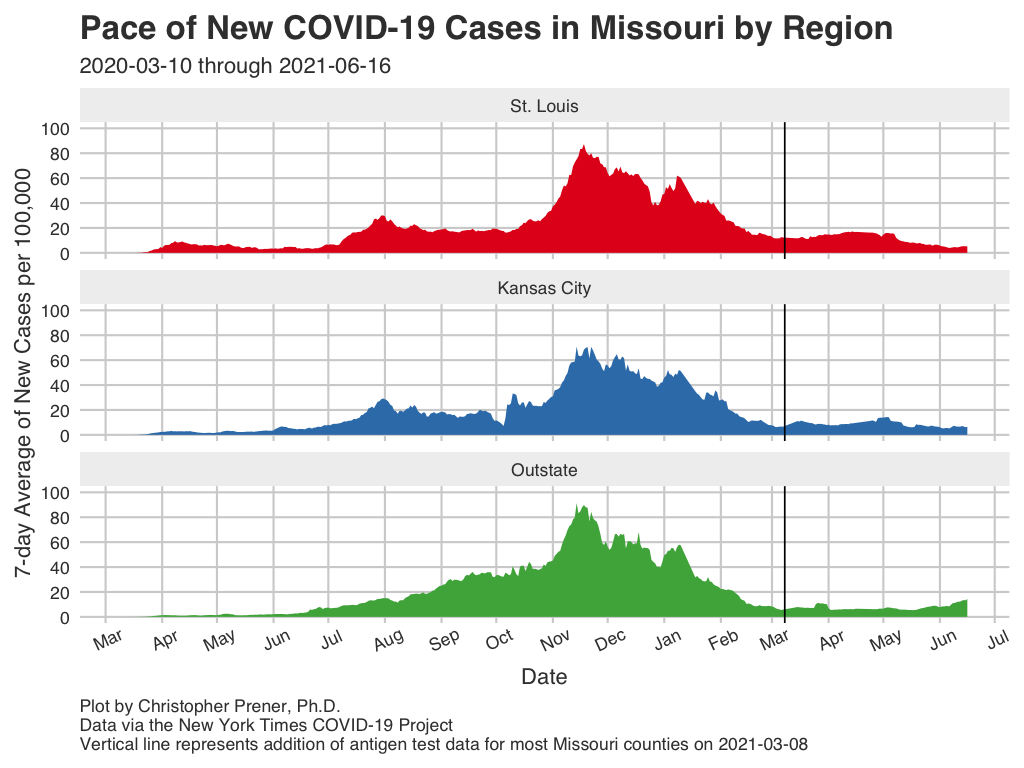 Pace of New COVID-19 Cases in Missouri by Region
2020-03-10 through 2021-06-16
7-day Average of New Cases per 100,000
St. Louis
100
80
60
40
20
0
Kansas City
100
80
60
40
20
0
Outstate
100
80
60
40
20
0
Mar Apr May Jun Jul Aug Sep Oct Nov Dec Jan Feb Mar Apr May Jun Jul
Date
Plot by Christopher Prener, Ph.D.
Data via the New York Times COVID-19 Project
Vertical line represents addition of antigen test data for most Missouri counties on 2021-03-08